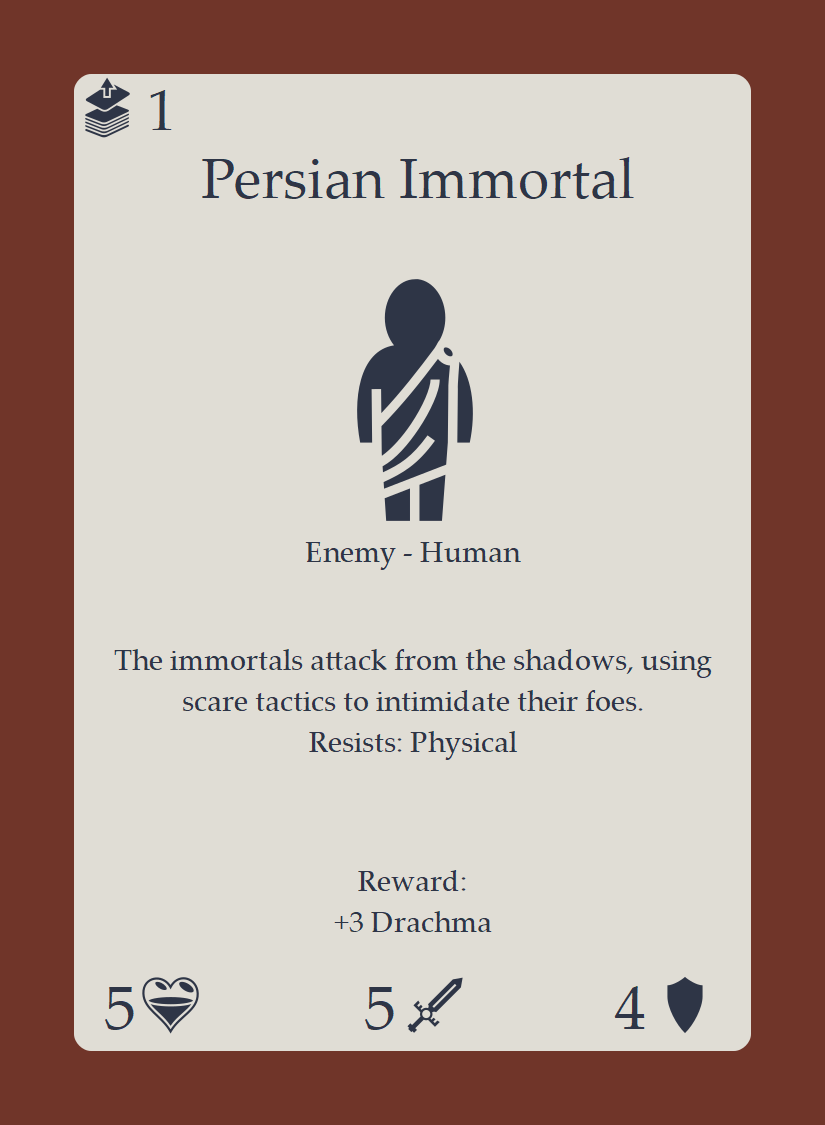 1
Persian Immortal
Enemy - Human
The immortals attack from the shadows, using
scare tactics to intimidate their foes.
Resists: Physical
Reward:
+3 Drachma
5 5 4